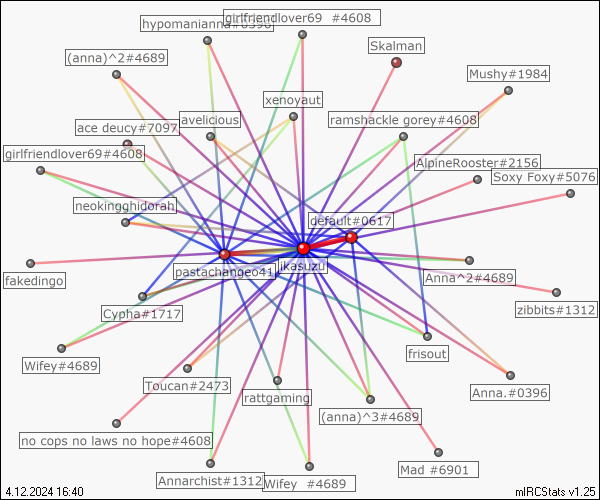 girlfriendlover69  #4608
hypomanianna#0396
Skalman
(anna)^2#4689
Mushy#1984
xenoyaut
avelicious
ramshackle gorey#4608
ace deucy#7097
girlfriendlover69#4608
AlpineRooster#2156
Soxy Foxy#5076
neokingghidorah
default#0617
pastachangeo41
ikasuzu
fakedingo
Anna^2#4689
Cypha#1717
zibbits#1312
frisout
Wifey#4689
Toucan#2473
rattgaming
Anna.#0396
(anna)^3#4689
no cops no laws no hope#4608
Mad #6901
Annarchist#1312
Wifey  #4689
4.12.2024 16:40
mIRCStats v1.25